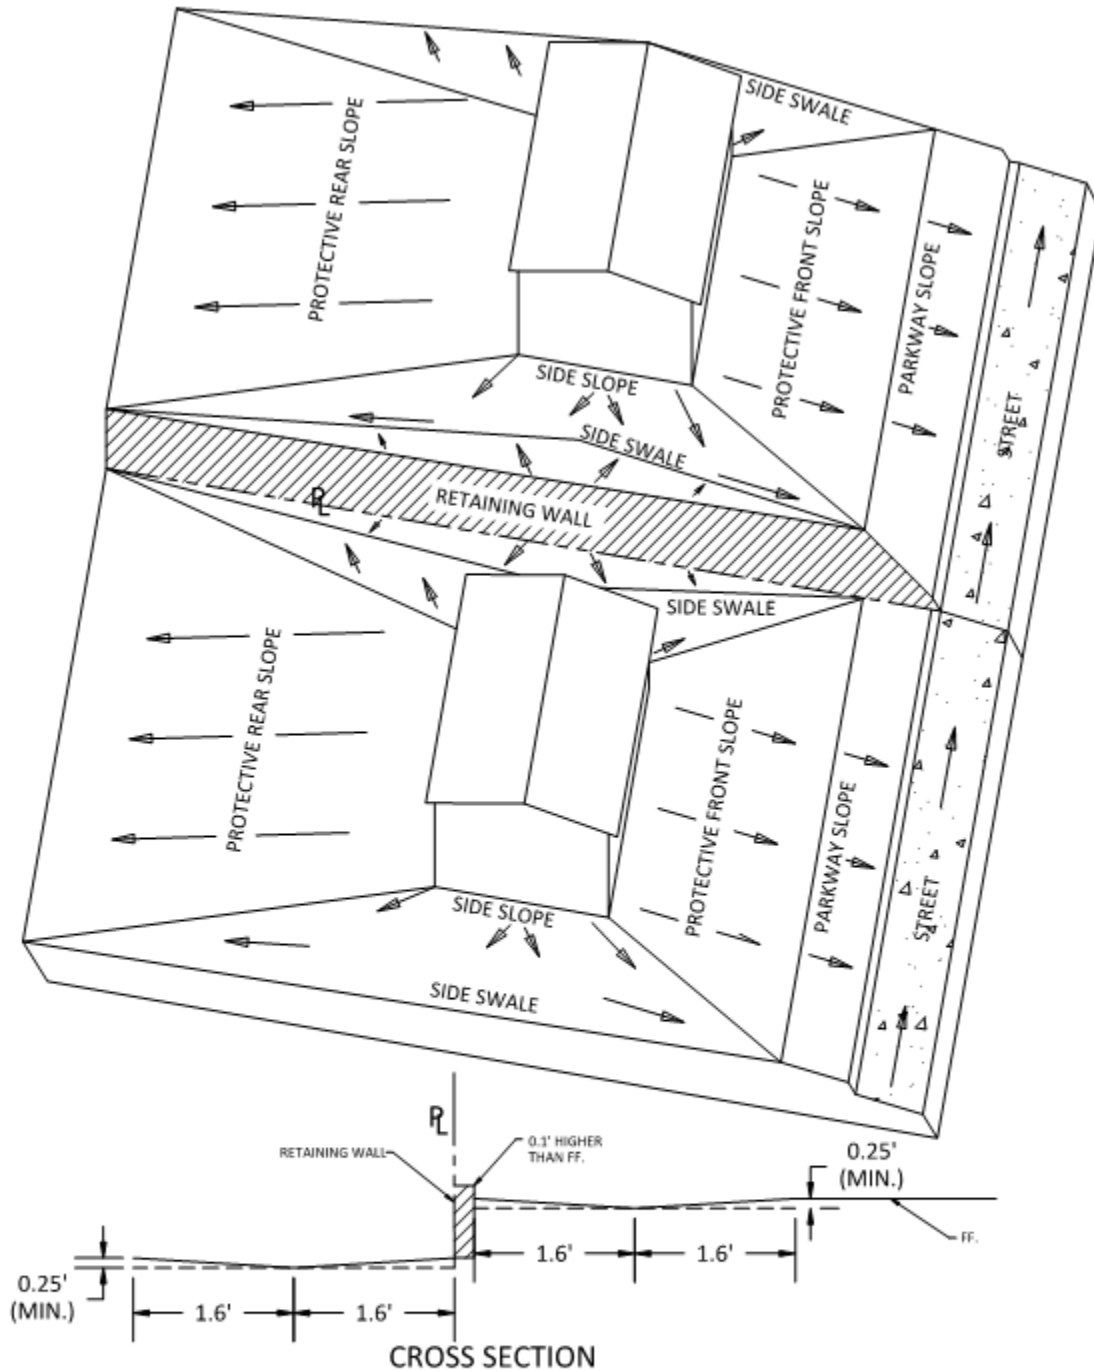 SIDE SWALE
PROTECTIVE REAR SLOPE
PROTECTIVE FRONT SLOPE
PARKWAY SLOPE
STREET
SIDE SLOPE
SIDE SWALE
RETAINING WALL
PL
SIDE SWALE
PROTECTIVE REAR SLOPE
PROTECTIVE FRONT SLOPE
PARKWAY SLOPE
STREET
SIDE SLOPE
SIDE SWALE
PL
RETAINING WALL
0.1' HIGHER
THAN FF.
0.25'
(MIN.)
FF.
1.6'
1.6'
0.25'
(MIN.)
1.6'
1.6'
CROSS SECTION